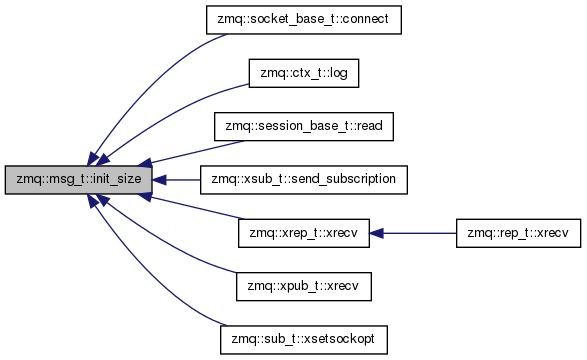 zmq::socket_base_t::connect
zmq::ctx_t::log
zmq::session_base_t::read
zmq::msg_t::init_size
zmq::xsub_t::send_subscription
zmq::xrep_t::xrecv
zmq::rep_t::xrecv
zmq::xpub_t::xrecv
zmq::sub_t::xsetsockopt